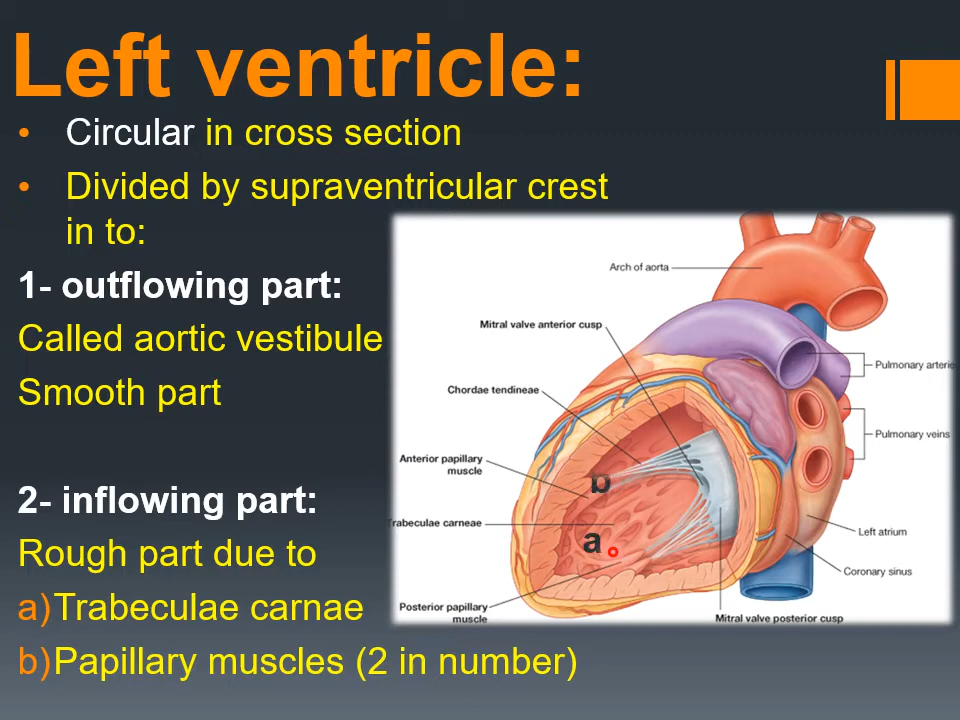 Left ventricle:
• Circular in cross section
• Divided by supraventricular crest
in to:
1- outflowing part:
Called aortic vestibule
Smooth part
2- inflowing part:
Rough part due to
a)Trabeculae carnae
b)Papillary muscles (2 in number)
Arch of aorta
Mitral valve anterior cusp
Chordae tendineae
Anterior papillary
muscle
Trabeculae carneae
Posterior papillary
muscle
b
a
Pulmonary arterie
Pulmonary veins
Left atrium
Coronary sinus
Mitral valve posterior cusp